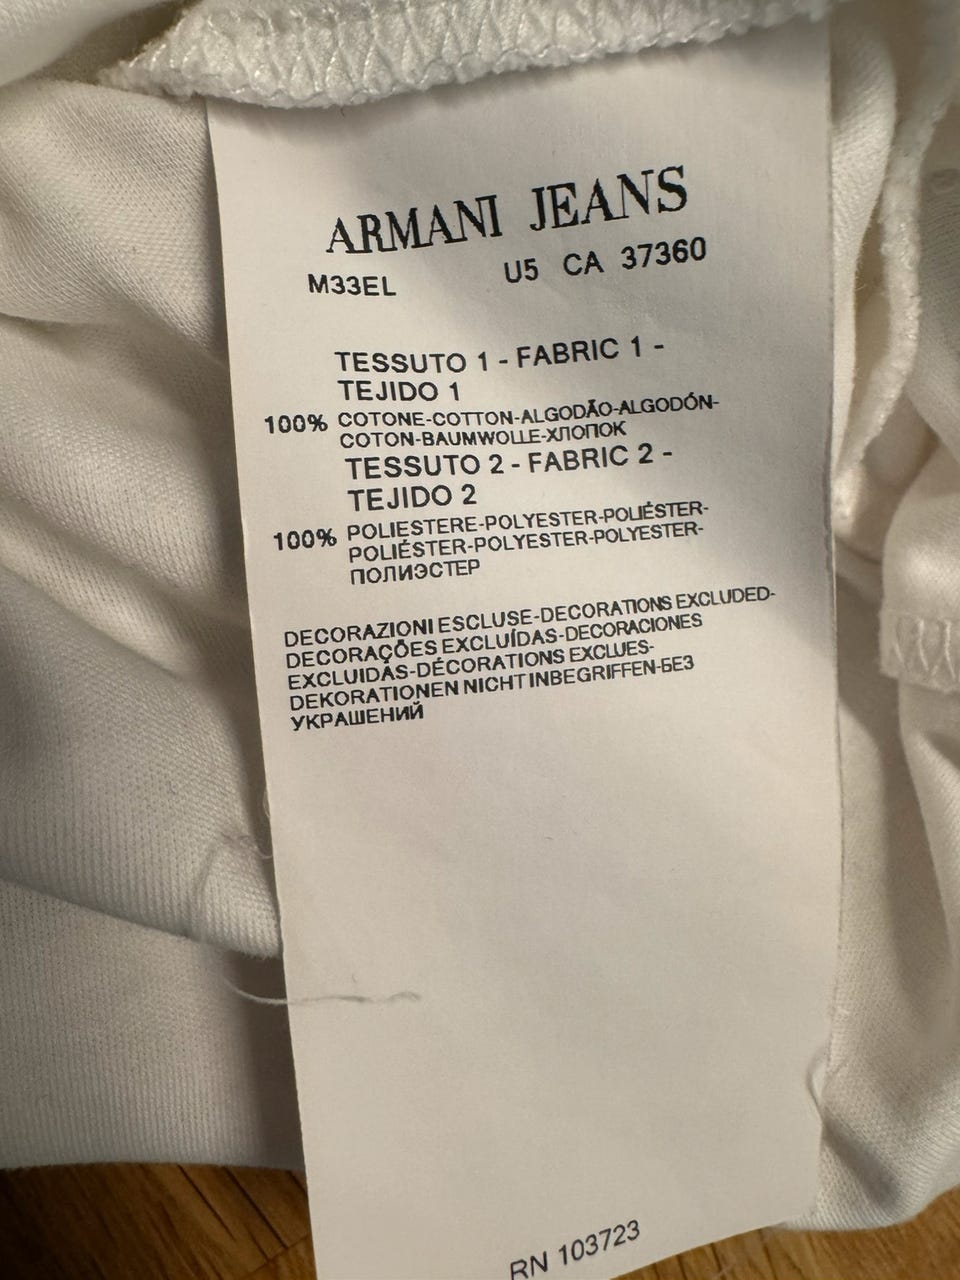 ARMANI JEANS
M33EL U5 CA 37360
TESSUTO 1 - FABRIC 1 -
TEJIDO 1
100% COTONE-COTTON-ALGODÃO-ALGODÓN-
COTON-BAUMWOLLE-ХЛОПОК
TESSUTO 2 - FABRIC 2 -
TEJIDO 2
100% POLIESTERE-POLYESTER-POLIÉSTER-
POLIÉSTER-POLYESTER-POLYESTER-
ПОЛИЭСТЕР
DECORAZIONI ESCLUSE-DECORATIONS EXCLUDED-
DECORAÇÕES EXCLUÍDAS-DECORACIONES
EXCLUIDAS-DÉCORATIONS EXCLUES-
DEKORATIONEN NICHT INBEGRIFFEN-БЕЗ
УКРАШЕНИЙ
RN 103723